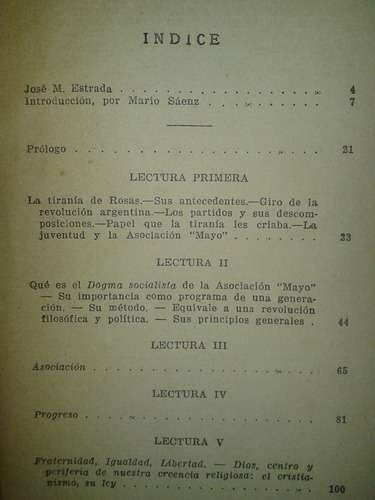 INDICE
José M. Estrada . . . . . . . . . . . . . . . . . 4
Introducción, por Mario Sáenz . . . . . . . . 7
Prólogo . . . . . . . . . . . . . . . . . . . . 21
LECTURA PRIMERA
La tiranía de Rosas.—Sus antecedentes.—Giro de la
revolución argentina.—Los partidos y sus descom-
posiciones.—Papel que la tiranía les criaba.—La
juventud y la Asociación "Mayo" . . . . . . . . 23
LECTURA II
Qué es el Dogma socialista de la Asociación "Mayo"
— Su importancia como programa de una genera-
ción. — Su método. — Equivale a una revolución
filosófica y política. — Sus principios generales . 44
LECTURA III
Asociación . . . . . . . . . . . . . . . . . . 65
LECTURA IV
Progreso . . . . . . . . . . . . . . . . . . . 81
LECTURA V
Fraternidad, Igualdad, Libertad. — Dios, centro y
periferia de nuestra creencia religiosa: el cristia-
nismo, su ley . . . . . . . . . . . . . . . . . 100